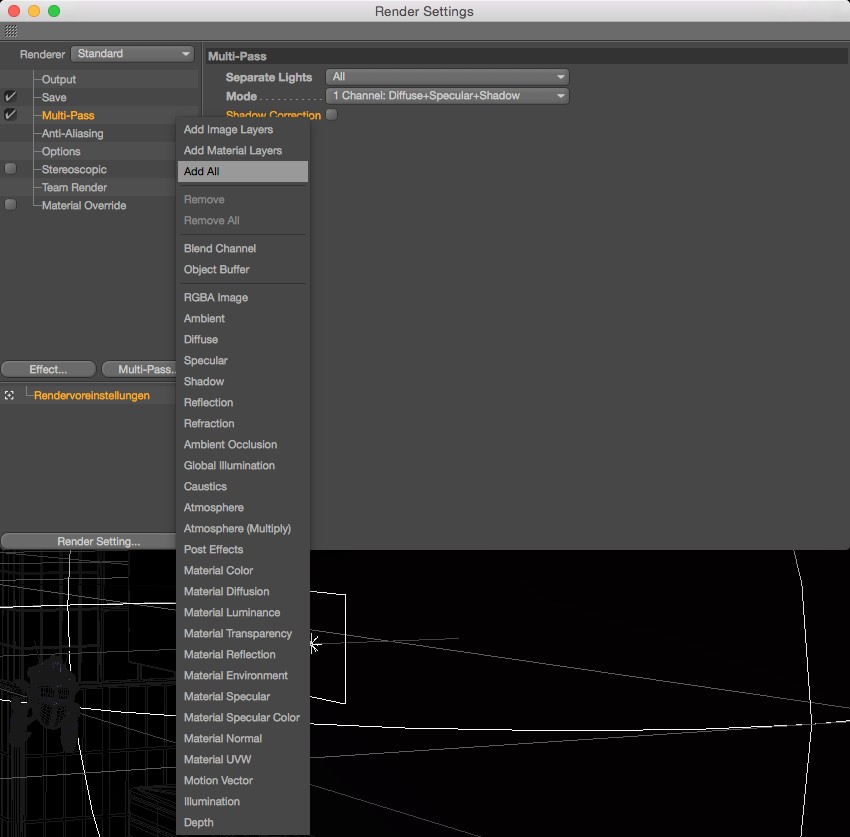 Render Settings
Renderer Standard
Output
Save
Multi-Pass
Anti-Aliasing
Options
Stereoscopic
Team Render
Material Override
Effect...
Multi-Pass..
Rendervoreinstellungen
Render Setting...
Multi-Pass
Separate Lights All
Mode........ 1 Channel: Diffuse+Specular+Shadow
Shadow Correction
Add Image Layers
Add Material Layers
Add All
Remove
Remove All
Blend Channel
Object Buffer
RGBA Image
Ambient
Diffuse
Specular
Shadow
Reflection
Refraction
Ambient Occlusion
Global Illumination
Caustics
Atmosphere
Atmosphere (Multiply)
Post Effects
Material Color
Material Diffusion
Material Luminance
Material Transparency
Material Reflection
Material Environment
Material Specular
Material Specular Color
Material Normal
Material UVW
Motion Vector
Illumination
Depth